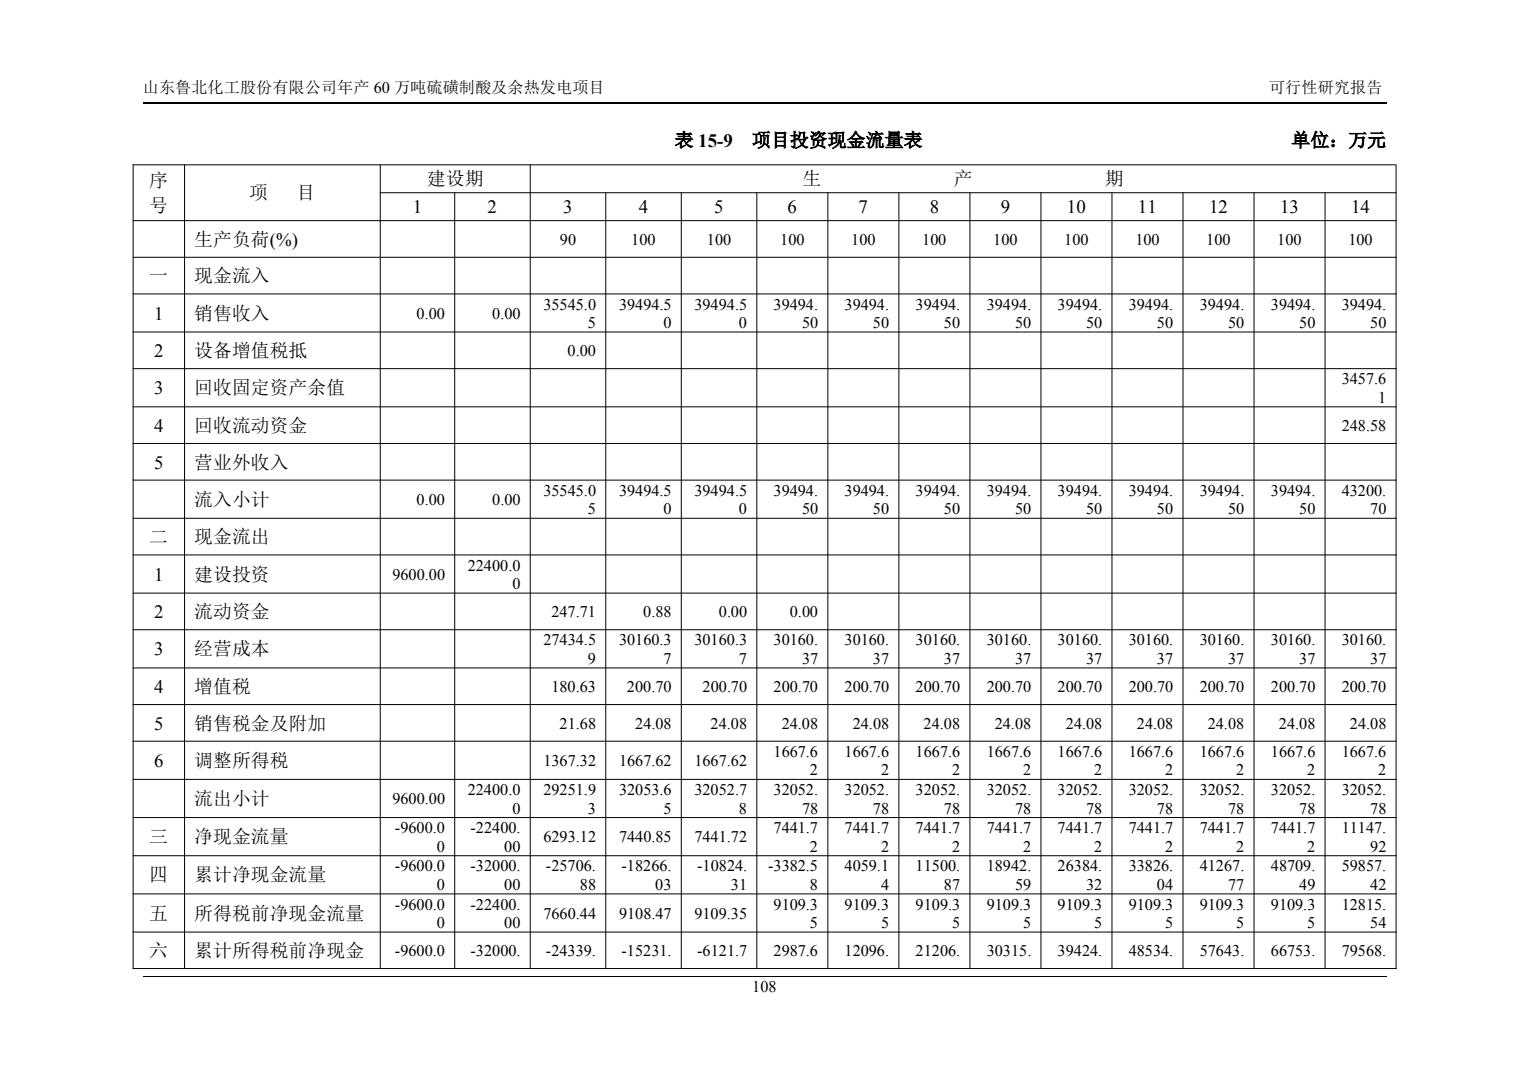 山东鲁北化工股份有限公司年产 60 万吨硫磺制酸及余热发电项目 可行性研究报告
表 15-9 项目投资现金流量表 单位：万元
序号 项 目 建设期 生 产 期
1 2 3 4 5 6 7 8 9 10 11 12 13 14
生产负荷(%) 90 100 100 100 100 100 100 100 100 100 100 100
一 现金流入
1 销售收入 0.00 0.00 35545.05 39494.50 39494.50 39494.50 39494.50 39494.50 39494.50 39494.50 39494.50 39494.50 39494.50 39494.50
2 设备增值税抵 0.00
3 回收固定资产余值 3457.61
4 回收流动资金 248.58
5 营业外收入
流入小计 0.00 0.00 35545.05 39494.50 39494.50 39494.50 39494.50 39494.50 39494.50 39494.50 39494.50 39494.50 39494.50 43200.70
二 现金流出
1 建设投资 9600.00 22400.00
2 流动资金 247.71 0.88 0.00 0.00
3 经营成本 27434.59 30160.37 30160.37 30160.37 30160.37 30160.37 30160.37 30160.37 30160.37 30160.37 30160.37 30160.37
4 增值税 180.63 200.70 200.70 200.70 200.70 200.70 200.70 200.70 200.70 200.70 200.70 200.70
5 销售税金及附加 21.68 24.08 24.08 24.08 24.08 24.08 24.08 24.08 24.08 24.08 24.08 24.08
6 调整所得税 1367.32 1667.62 1667.62 1667.62 1667.62 1667.62 1667.62 1667.62 1667.62 1667.62 1667.62 1667.62
流出小计 9600.00 22400.00 29251.93 32053.65 32052.78 32052.78 32052.78 32052.78 32052.78 32052.78 32052.78 32052.78 32052.78 32052.78
三 净现金流量 -9600.00 -22400.00 6293.12 7440.85 7441.72 7441.72 7441.72 7441.72 7441.72 7441.72 7441.72 7441.72 7441.72 11147.92
四 累计净现金流量 -9600.00 -32000.00 -25706.88 -18266.03 -10824.31 -3382.58 4059.14 11500.87 18942.59 26384.32 33826.04 41267.77 48709.49 59857.42
五 所得税前净现金流量 -9600.00 -22400.00 7660.44 9108.47 9109.35 9109.35 9109.35 9109.35 9109.35 9109.35 9109.35 9109.35 9109.35 12815.54
六 累计所得税前净现金 -9600.0 -32000. -24339. -15231. -6121.7 2987.6 12096. 21206. 30315. 39424. 48534. 57643. 66753. 79568.
108